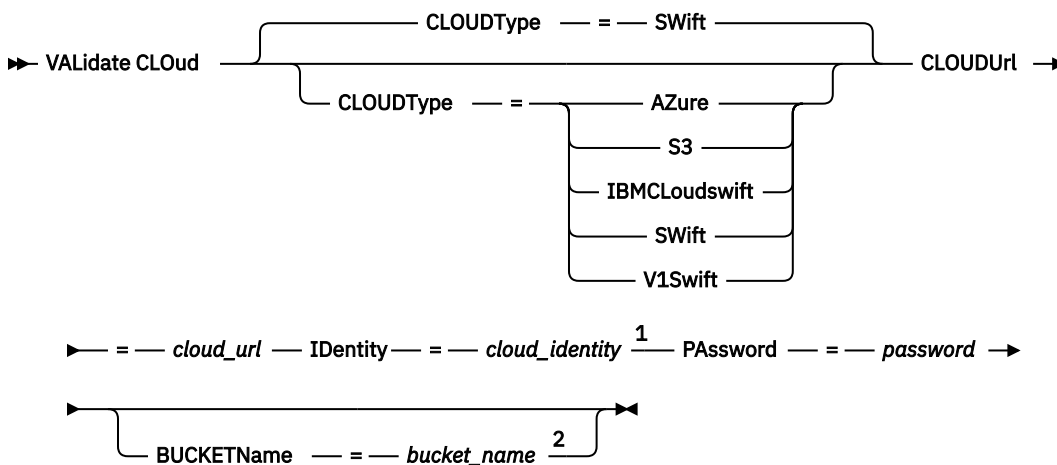 CLOUDType = SWift
VALidate CLOud CLOUDUrl
CLOUDType = AZure
S3
IBMCLoudswift
SWift
V1Swift
= cloud_url IDentity = cloud_identity 1 PAssword = password
BUCKETName = bucket_name 2